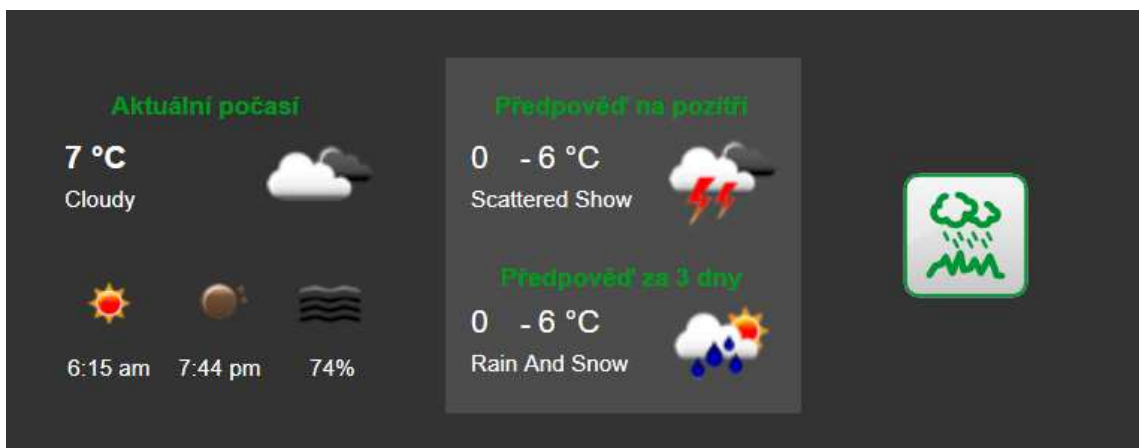 Aktuální počasí
7 °C
Cloudy
6:15 am 7:44 pm 74%
Předpověď na pozítří
0 - 6 °C
Scattered Show
Předpověď za 3 dny
0 - 6 °C
Rain And Snow